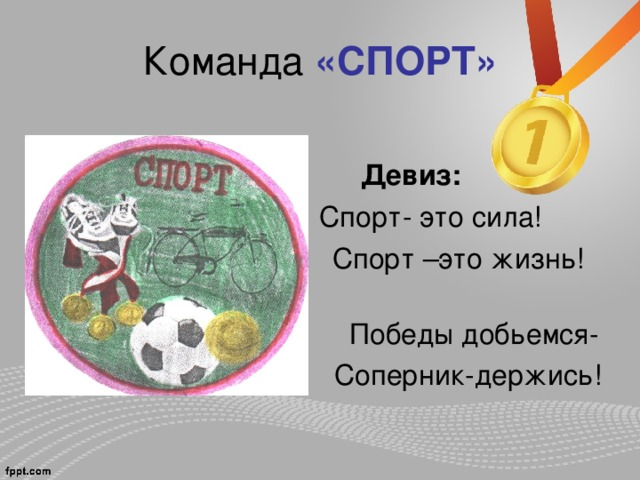 Команда «СПОРТ»
1
СПОРТ
Девиз:
Спорт- это сила!
Спорт –это жизнь!
Победы добьемся-
Соперник-держись!
fppt.com